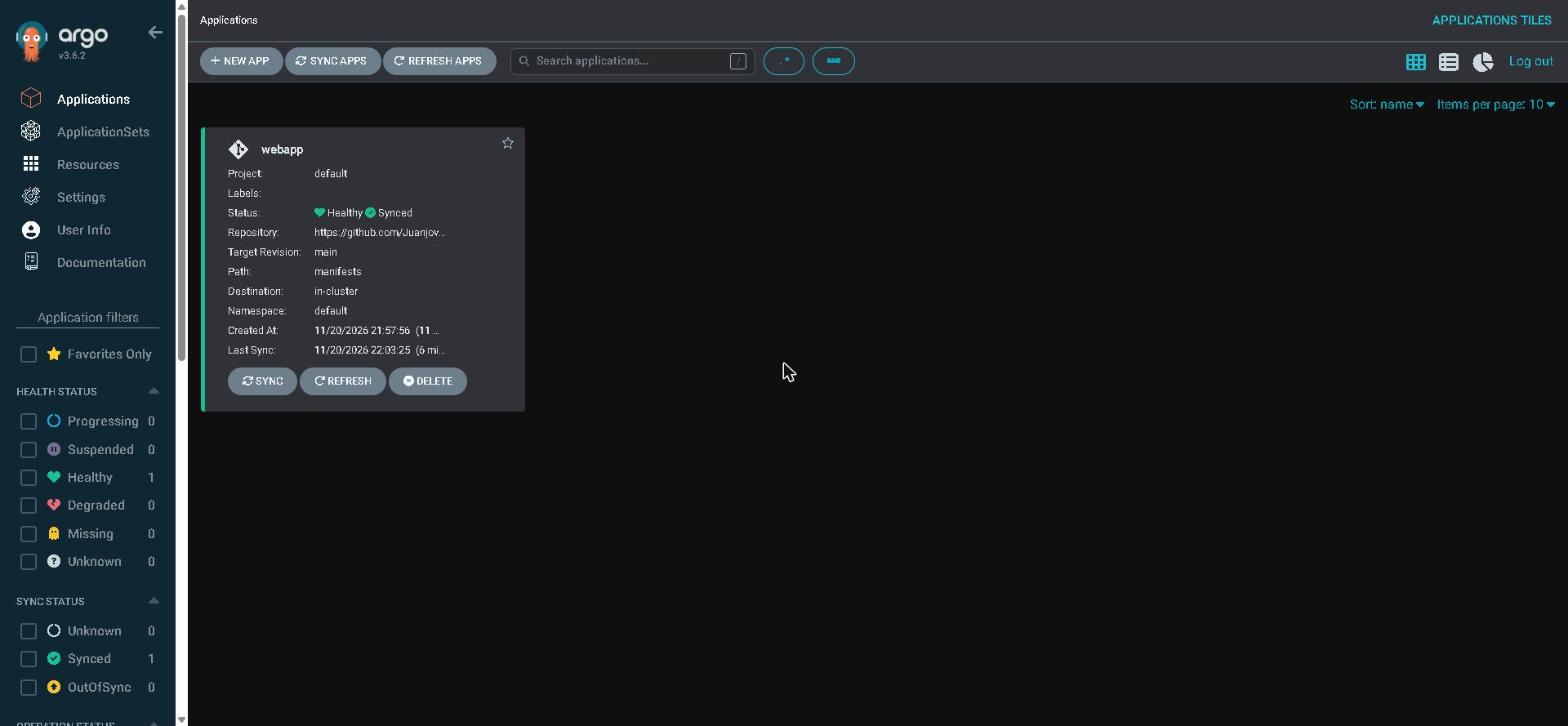 argo
v3.6.2
Applications
ApplicationSets
Resources
Settings
User Info
Documentation
Application filters
Favorites Only
HEALTH STATUS
Progressing 0
Suspended 0
Healthy 1
Degraded 0
Missing 0
Unknown 0
SYNC STATUS
Unknown 0
Synced 1
OutOfSync 0
OPERATION STATUS
Applications
APPLICATIONS TILES
+ NEW APP SYNC APPS REFRESH APPS Search applications... / .* Log out
Sort: name Items per page: 10
webapp
Project: default
Labels:
Status: Healthy Synced
Repository: https://github.com/Juanjov...
Target Revision: main
Path: manifests
Destination: in-cluster
Namespace: default
Created At: 11/20/2026 21:57:56 (11 ...
Last Sync: 11/20/2026 22:03:25 (6 mi...
SYNC REFRESH DELETE